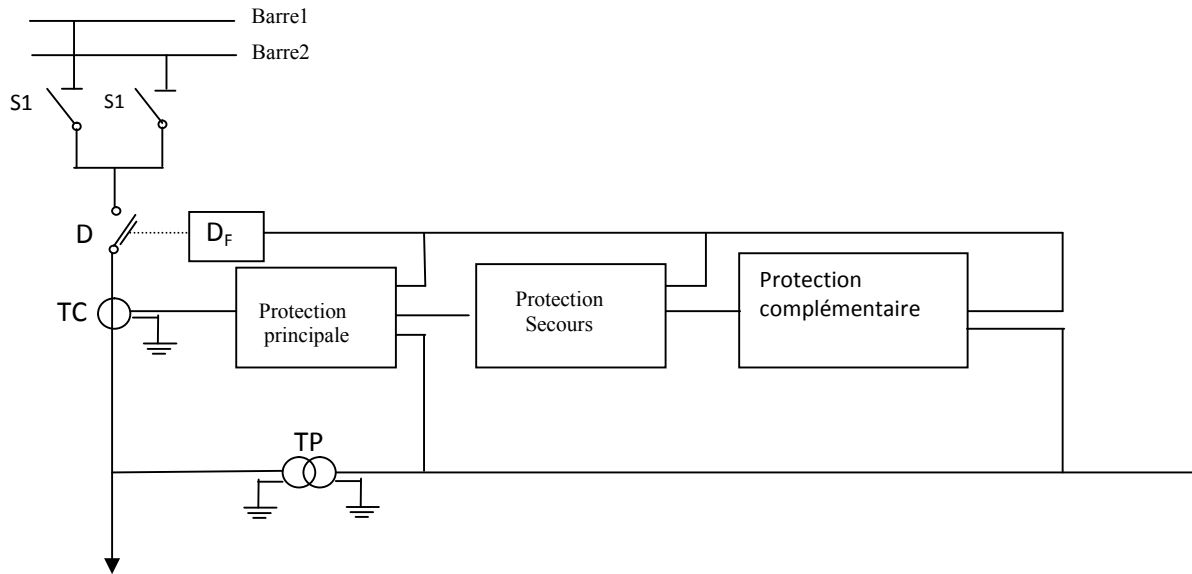 Barre1
Barre2
S1
S1
D
DF
TC
Protection
principale
Protection
Secours
Protection
complémentaire
TP